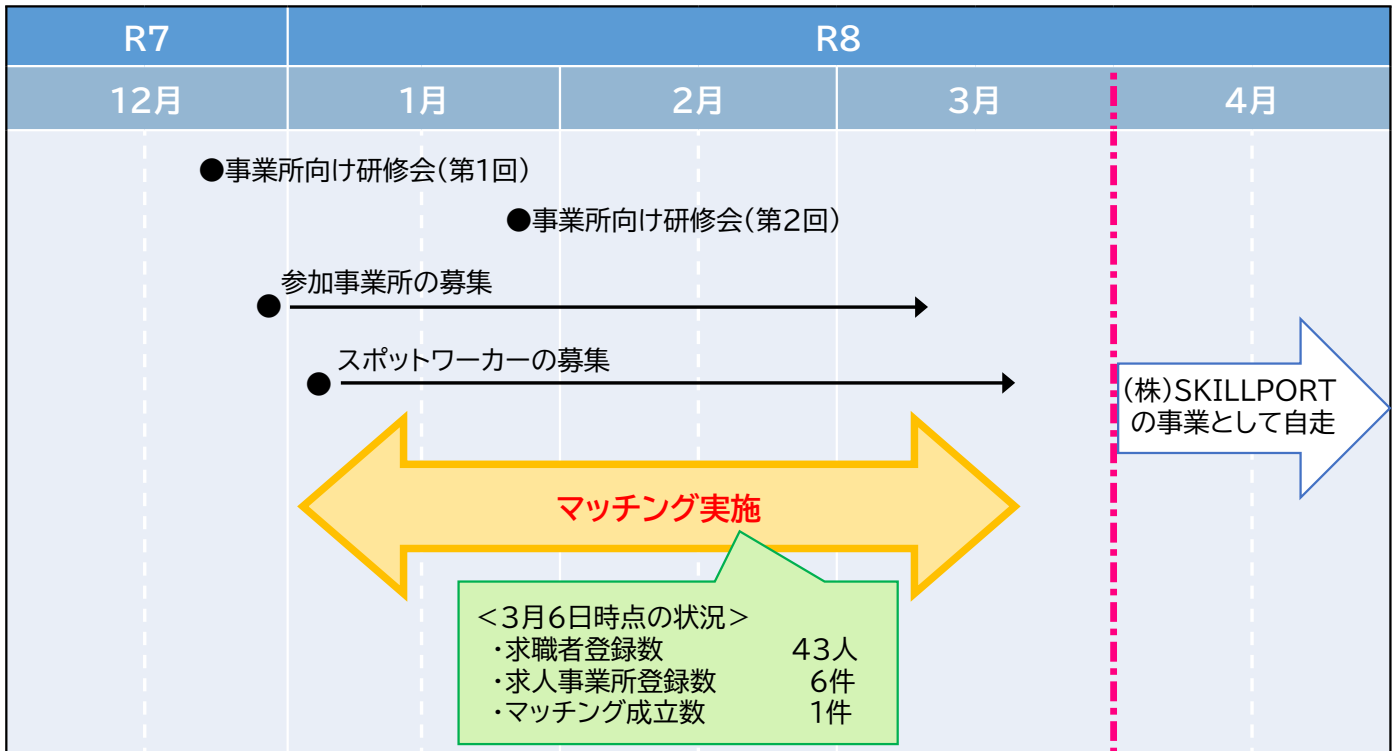 R7
R8
12月
1月
2月
3月
4月
●事業所向け研修会(第1回)
●事業所向け研修会(第2回)
参加事業所の募集
スポットワーカーの募集
(株)SKILLPORT
の事業として自走
マッチング実施
<3月6日時点の状況>
・求職者登録数 43人
・求人事業所登録数 6件
・マッチング成立数 1件